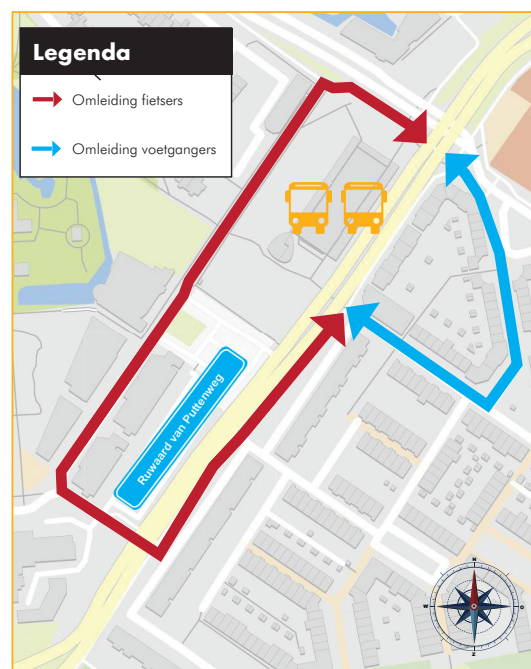 Legenda
Omleiding fietsers
Omleiding voetgangers
Ruwaard van Puttenweg
N
W
O
Z